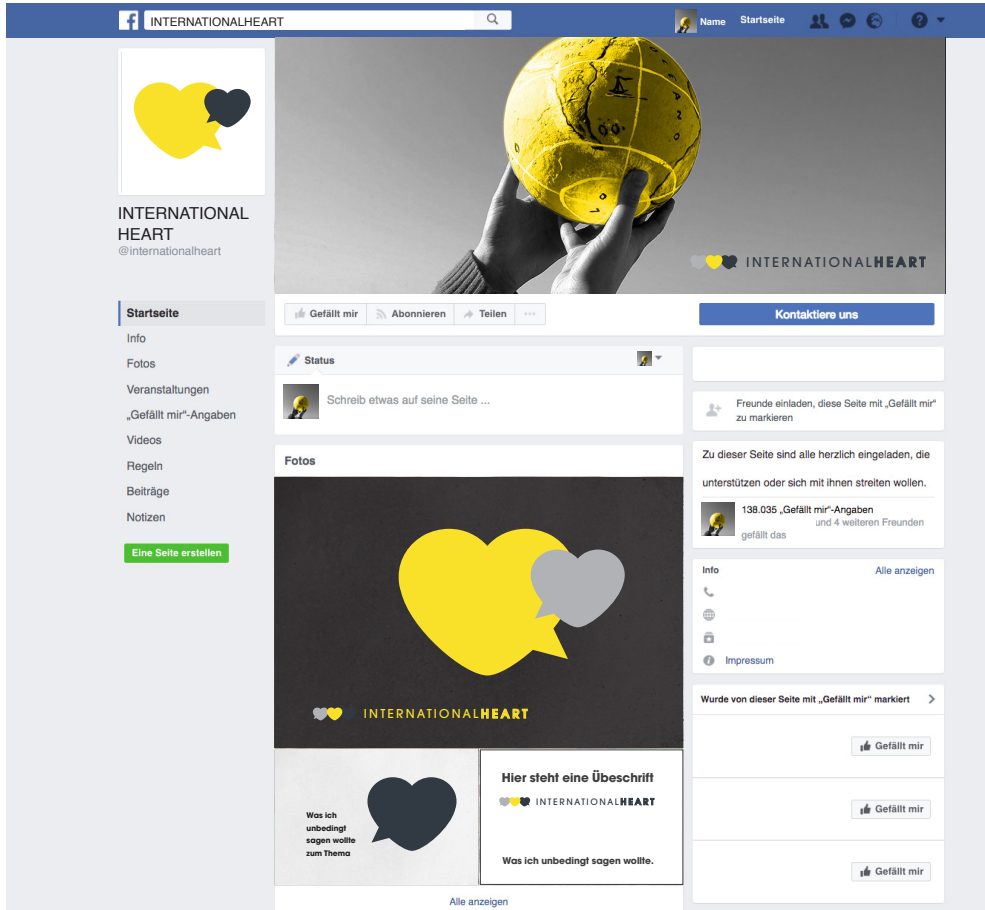 INTERNATIONALHEART
Name Startseite
INTERNATIONAL
HEART
@internationalheart
INTERNATIONALHEART
Startseite
Info
Fotos
Veranstaltungen
„Gefällt mir“-Angaben
Videos
Regeln
Beiträge
Notizen
Eine Seite erstellen
Gefällt mir Abonnieren Teilen
Kontaktiere uns
Status
Schreib etwas auf seine Seite ...
Fotos
INTERNATIONALHEART
Was ich
unbedingt
sagen wollte
zum Thema
Hier steht eine Übeschrift
INTERNATIONALHEART
Was ich unbedingt sagen wollte.
Alle anzeigen
Freunde einladen, diese Seite mit „Gefällt mir“
zu markieren
Zu dieser Seite sind alle herzlich eingeladen, die
unterstützen oder sich mit ihnen streiten wollen.
138.035 „Gefällt mir“-Angaben
und 4 weiteren Freunden
gefällt das
Info Alle anzeigen
Impressum
Wurde von dieser Seite mit „Gefällt mir“ markiert
Gefällt mir
Gefällt mir
Gefällt mir